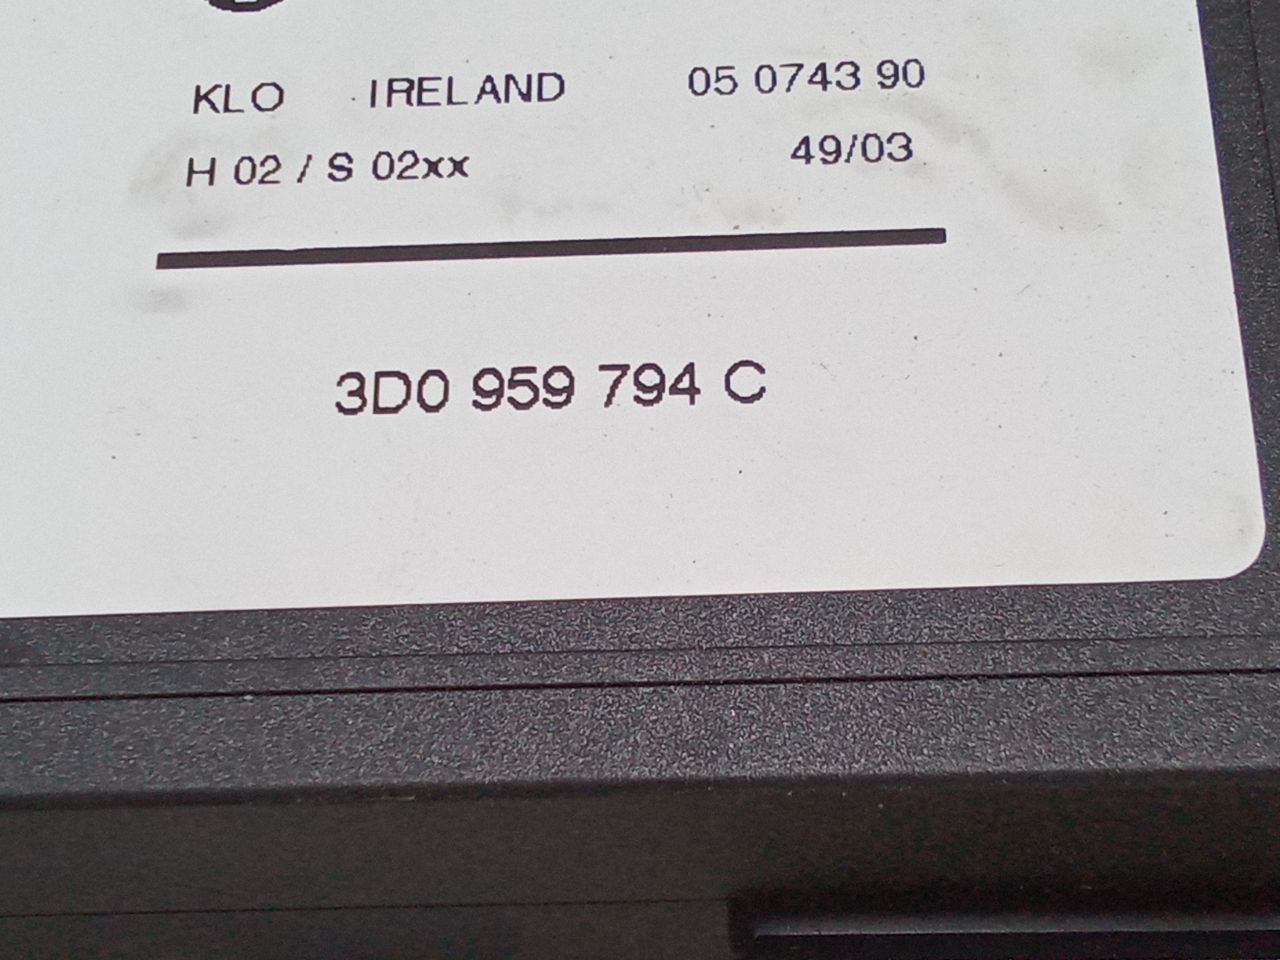 KLO IRELAND 05 0743 90
H 02 / S 02xx 49/03
3D0 959 794 C